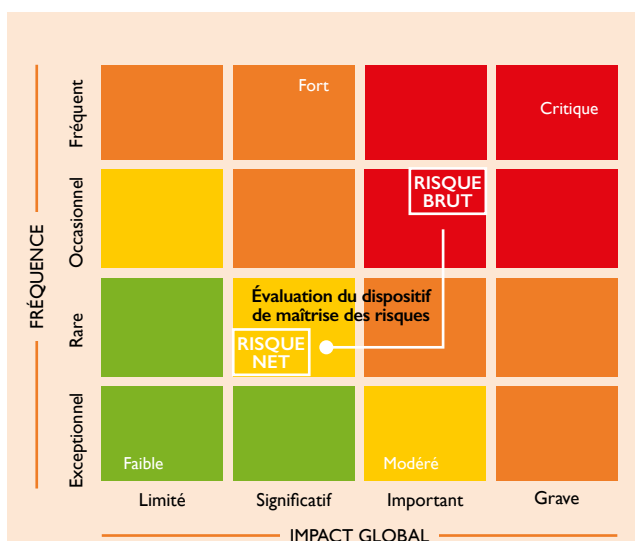 FRÉQUENCE
Fréquent
Fort
Critique
Occasionnel
RISQUE
BRUT
Rare
Évaluation du dispositif
de maîtrise des risques
RISQUE
NET
Exceptionnel
Faible
Modéré
Limité
Significatif
Important
Grave
IMPACT GLOBAL